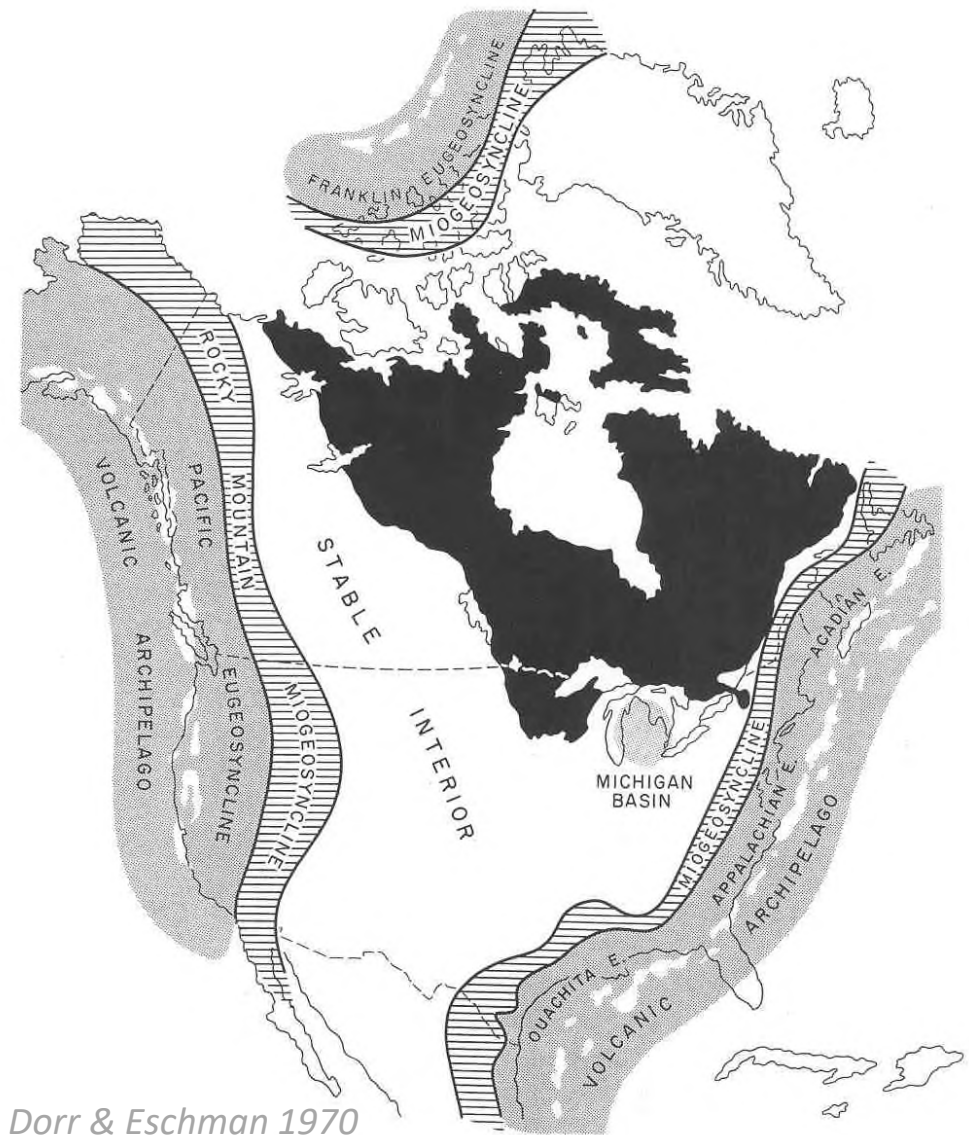 FRANKLIN EUGEOSYNCLINE
MIOGEOSYNCLINE
ROCKY
MOUNTAIN
MIOGEOSYNCLINE
VOLCANIC
ARCHIPELAGO
PACIFIC
EUGEOSYNCLINE
STABLE
INTERIOR
MICHIGAN
BASIN
ACADIAN E.
MIOGEOSYNCLINE
APPALACHIAN E.
ARCHIPELAGO
OUACHITA E.
VOLCANIC
Dorr & Eschman 1970